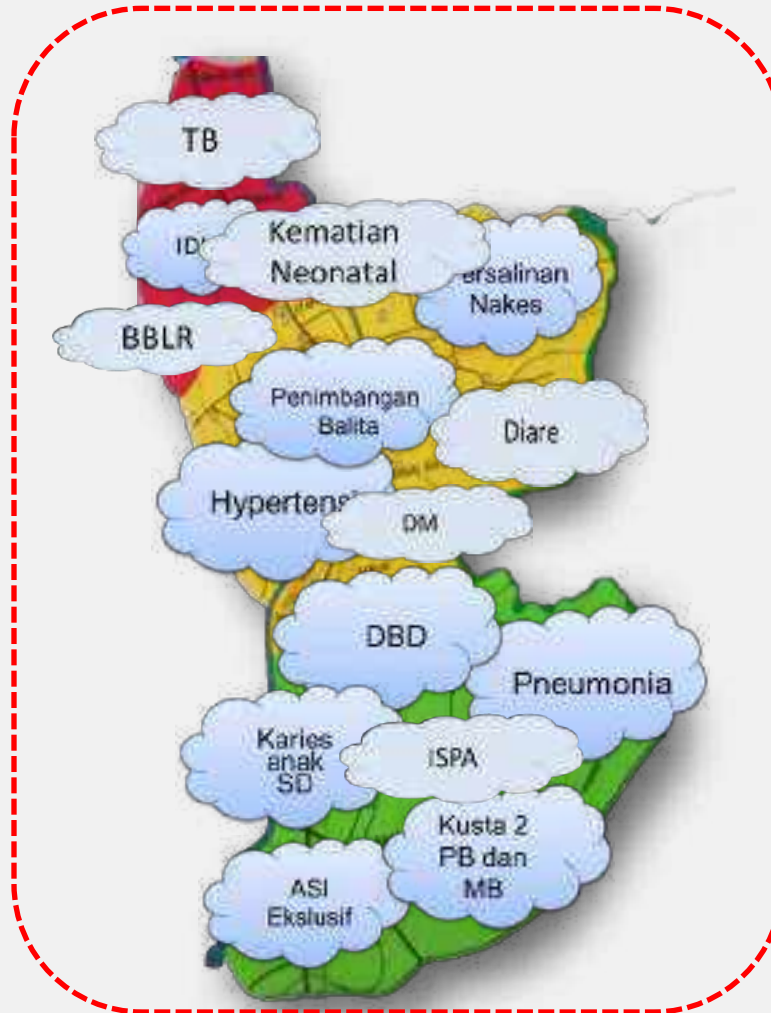 TB
Kematian
Neonatal
Nakes
BBLR
Penimbangan
Balita
Diare
DM
DBD
Pneumonia
Karies
anak
SD
ISPA
Kusta 2
PB dan
MB
ASI
Ekslusif